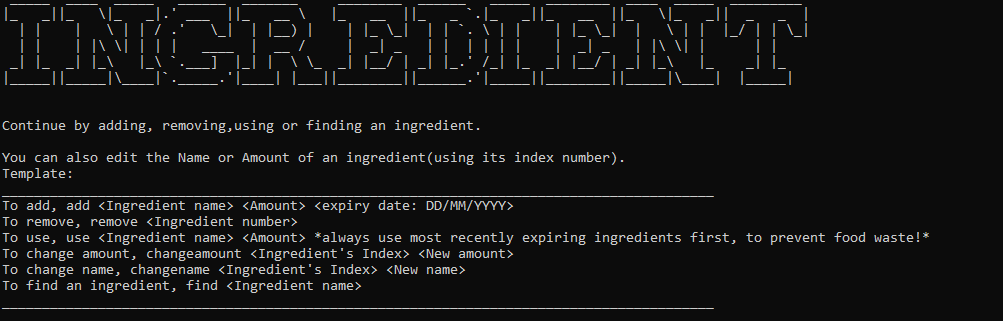 INGREDIENT
Continue by adding, removing,using or finding an ingredient.
You can also edit the Name or Amount of an ingredient(using its index number).
Template:
To add, add <Ingredient name> <Amount> <expiry date: DD/MM/YYYY>
To remove, remove <Ingredient number>
To use, use <Ingredient name> <Amount> *always use most recently expiring ingredients first, to prevent food waste!*
To change amount, changeamount <Ingredient's Index> <New amount>
To change name, changename <Ingredient's Index> <New name>
To find an ingredient, find <Ingredient name>